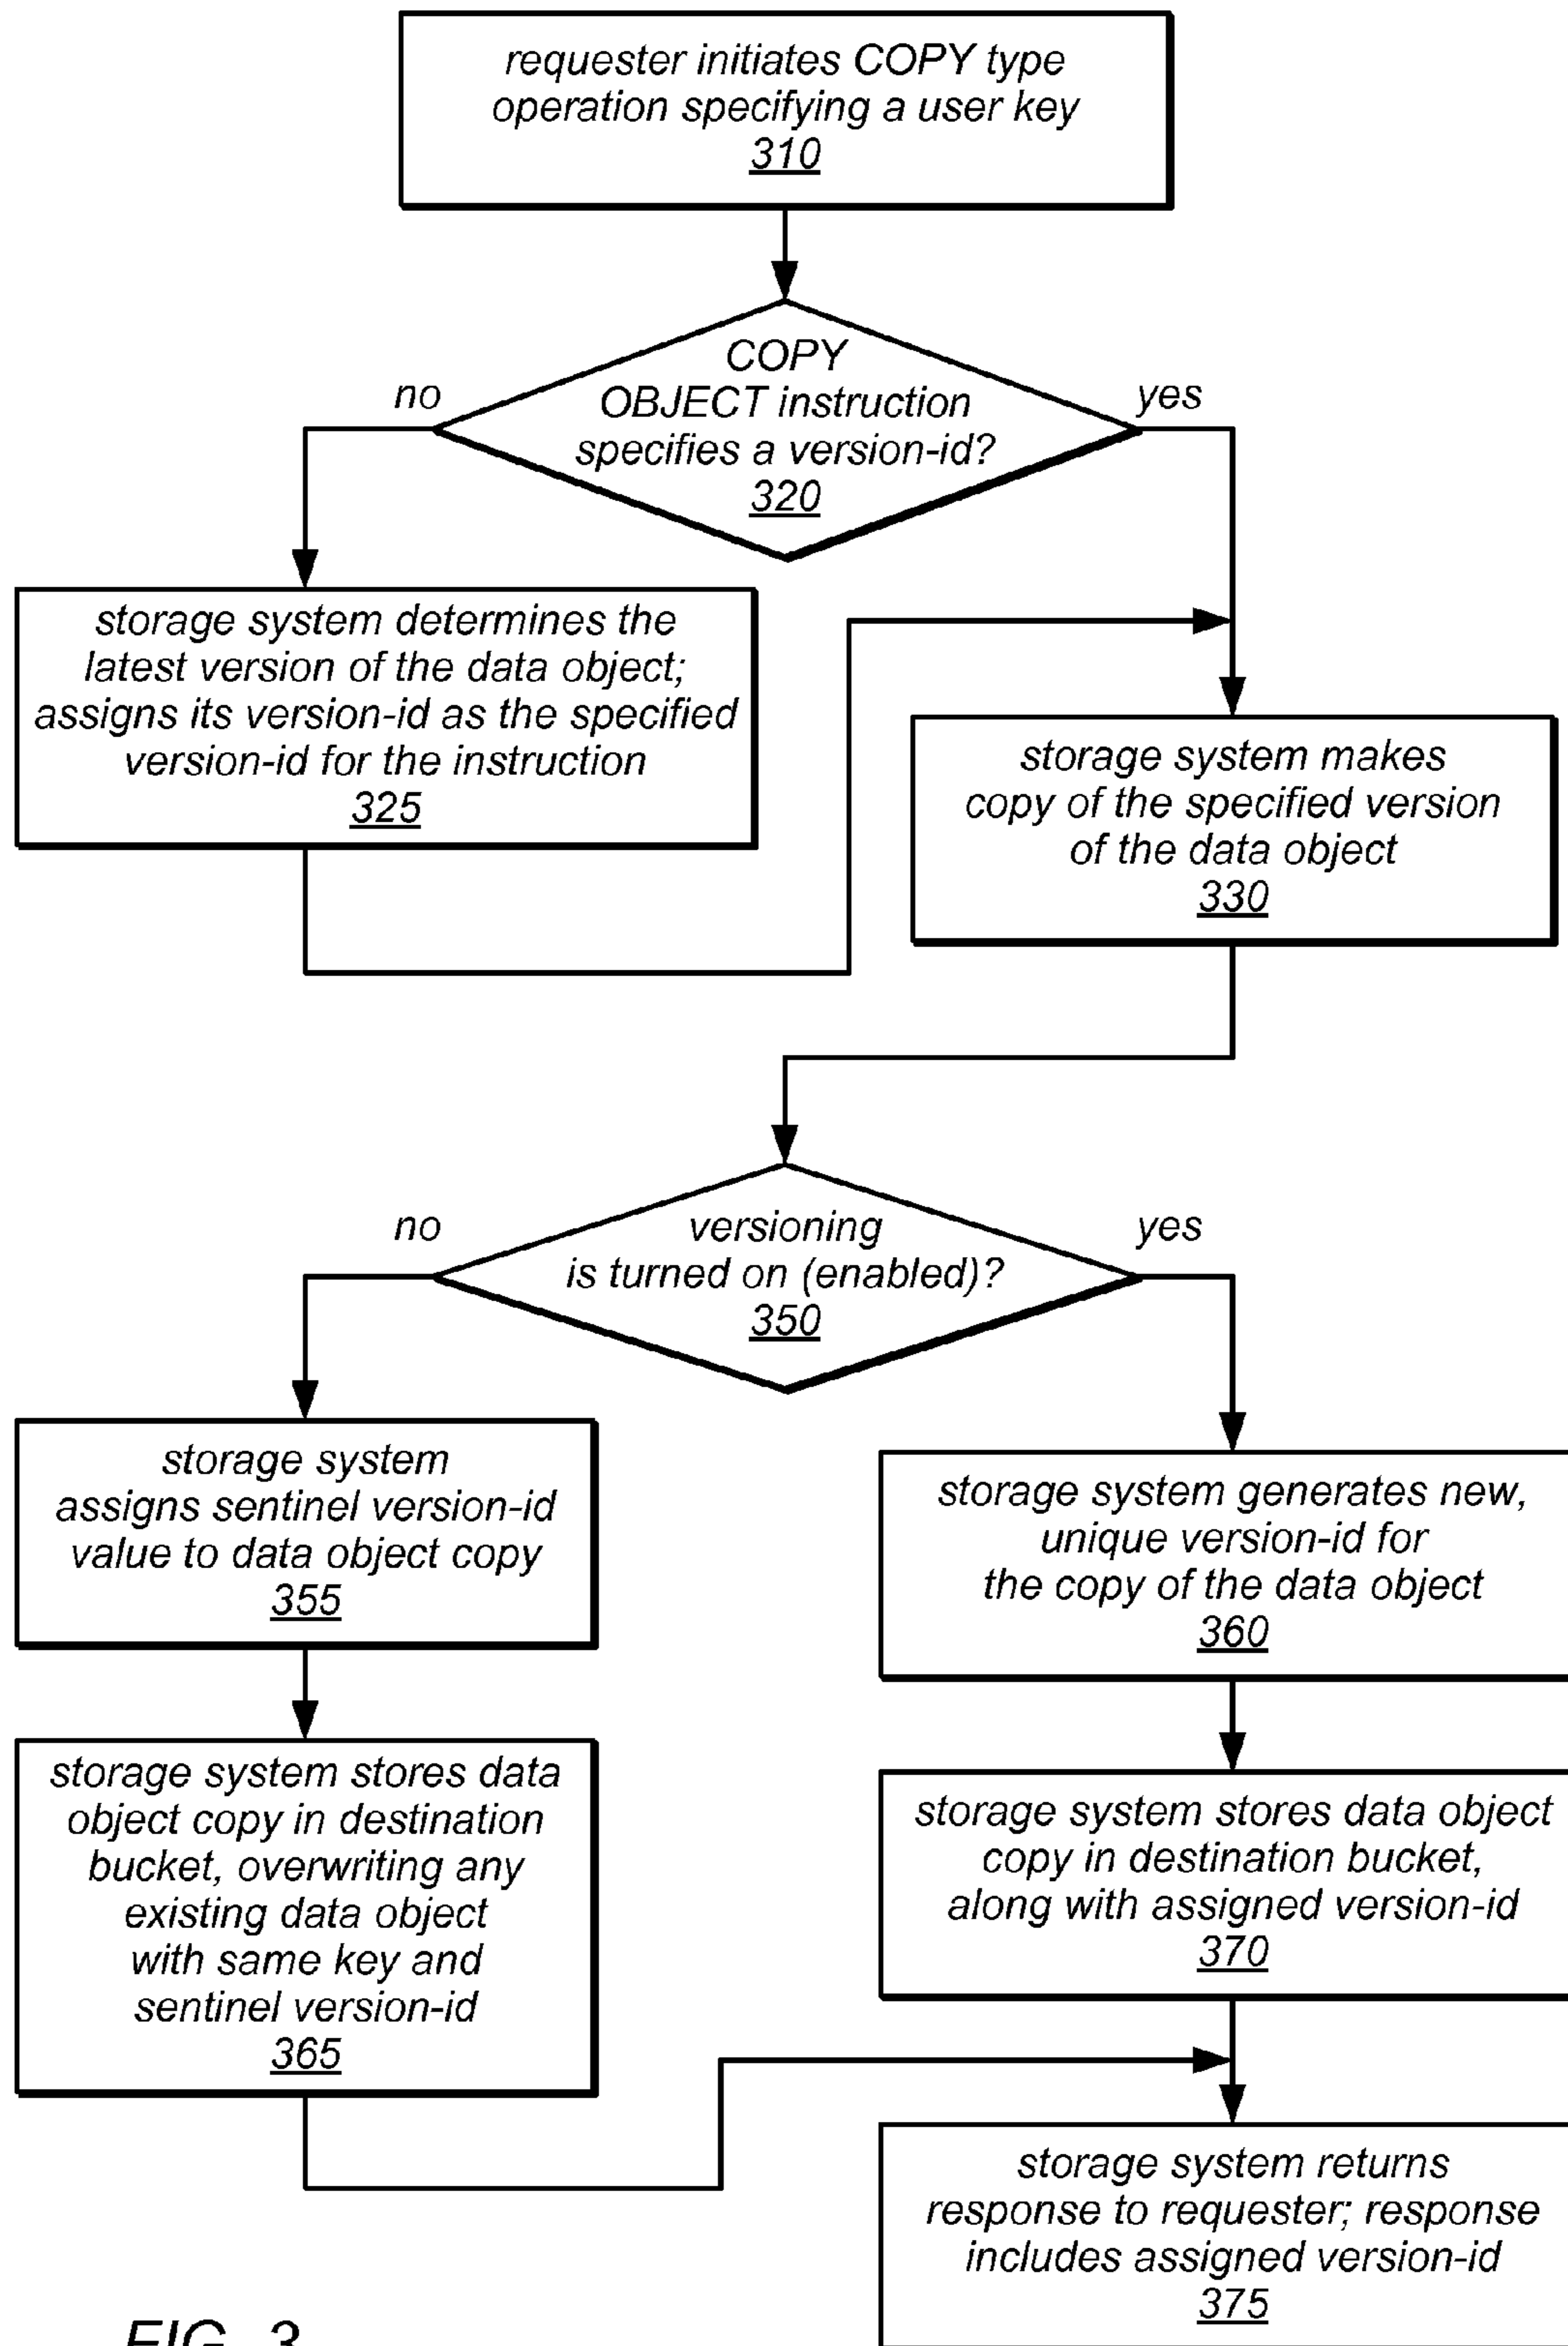 requester initiates COPY type
operation specifying a user key
310
COPY
OBJECT instruction
specifies a version-id?
320
no
yes
storage system determines the
latest version of the data object;
assigns its version-id as the specified
version-id for the instruction
325
storage system makes
copy of the specified version
of the data object
330
versioning
is turned on (enabled)?
350
no
yes
storage system
assigns sentinel version-id
value to data object copy
355
storage system generates new,
unique version-id for
the copy of the data object
360
storage system stores data
object copy in destination
bucket, overwriting any
existing data object
with same key and
sentinel version-id
365
storage system stores data object
copy in destination bucket,
along with assigned version-id
370
storage system returns
response to requester; response
includes assigned version-id
375
FIG. 3